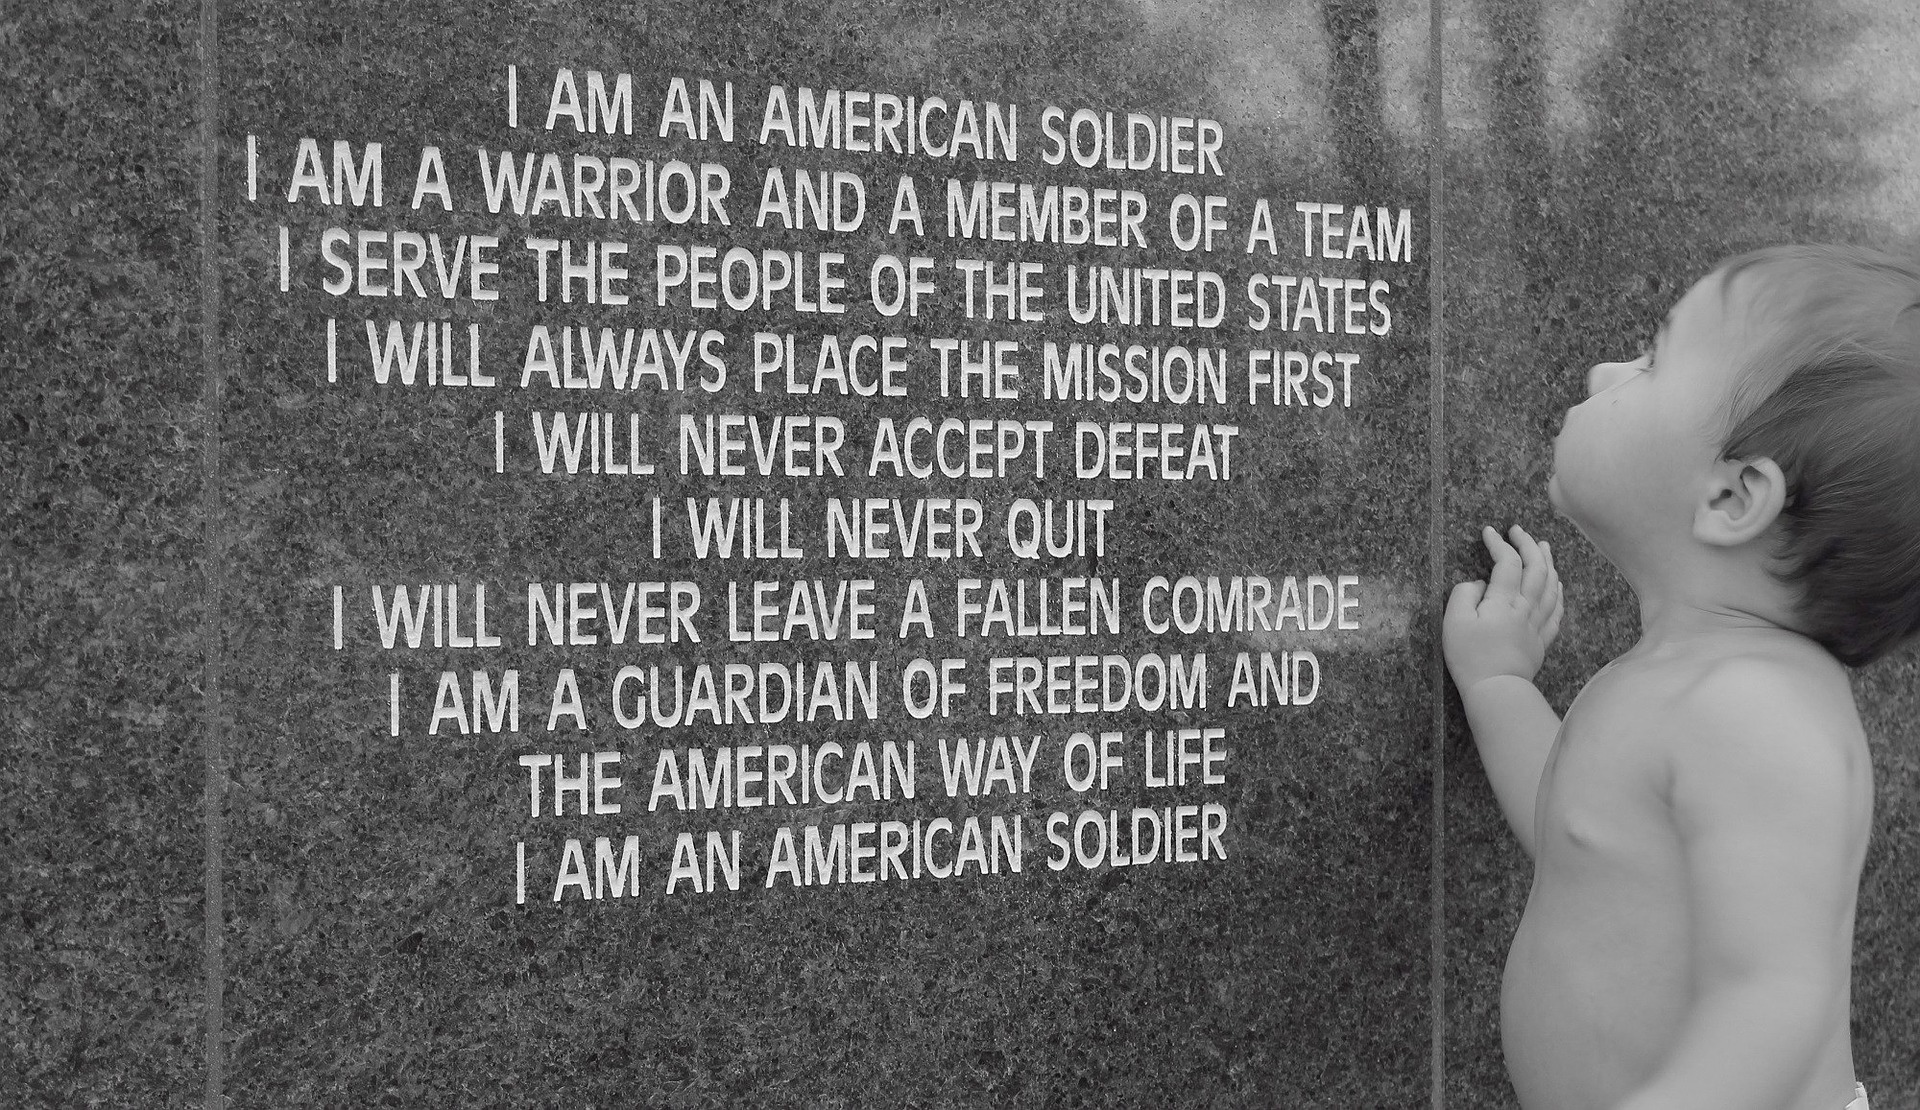 I AM AN AMERICAN SOLDIER
I AM A WARRIOR AND A MEMBER OF A TEAM
I SERVE THE PEOPLE OF THE UNITED STATES
I WILL ALWAYS PLACE THE MISSION FIRST
I WILL NEVER ACCEPT DEFEAT
I WILL NEVER QUIT
I WILL NEVER LEAVE A FALLEN COMRADE
I AM A GUARDIAN OF FREEDOM AND
THE AMERICAN WAY OF LIFE
I AM AN AMERICAN SOLDIER